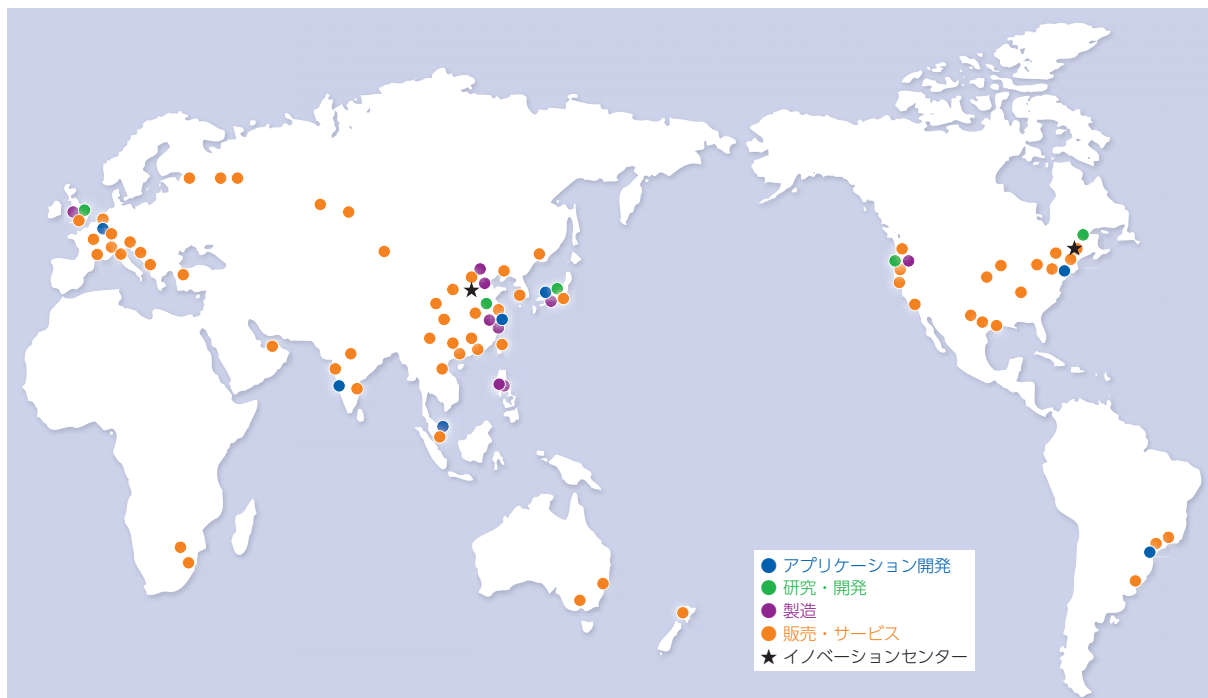 アプリケーション開発
研究・開発
製造
販売・サービス
イノベーションセンター